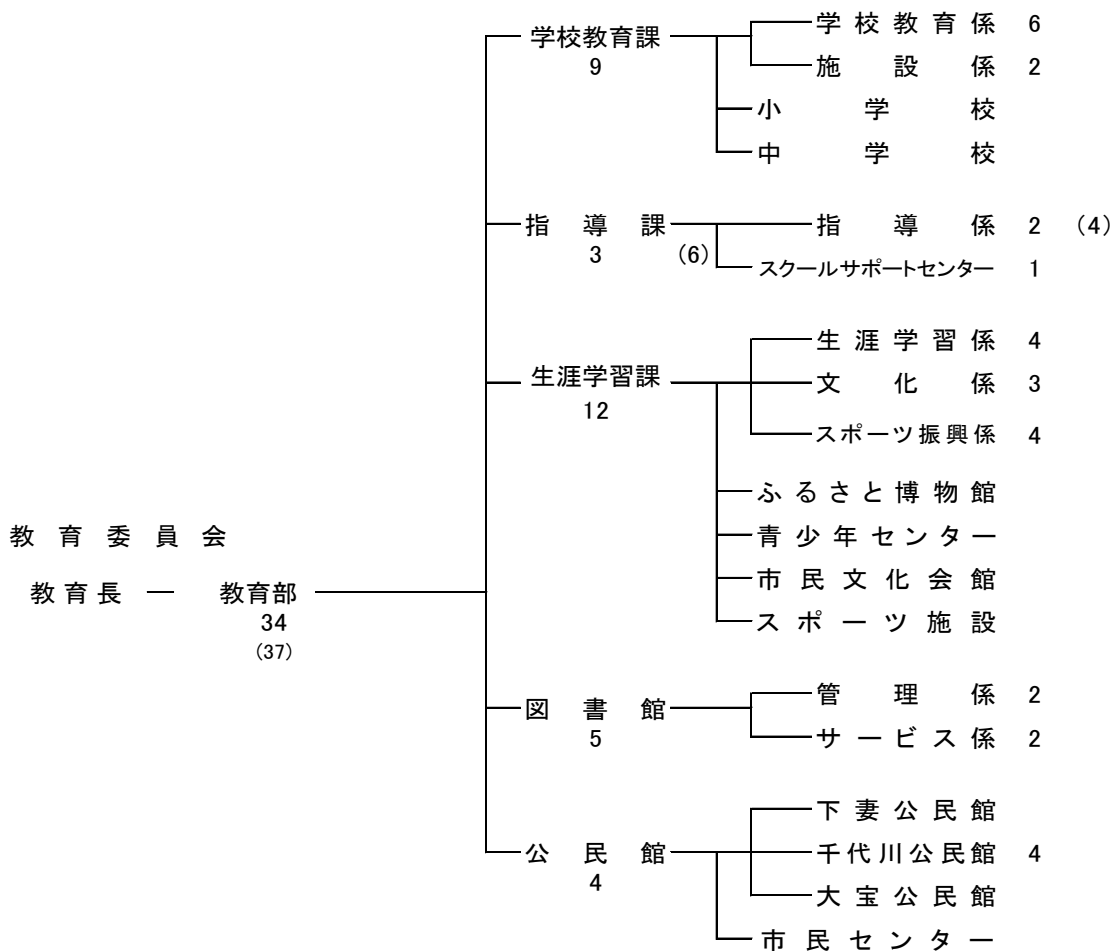 学校教育課
9
学校教育係 6
施設係 2
小学校
中学校
指導課
3 (6)
指導係 2 (4)
スクールサポートセンター 1
生涯学習課
12
生涯学習係 4
文化係 3
スポーツ振興係 4
ふるさと博物館
青少年センター
市民文化会館
スポーツ施設
教育委員会
教育長 ― 教育部
34
(37)
図書館
5
管理係 2
サービス係 2
公民館
4
下妻公民館
千代川公民館 4
大宝公民館
市民センター